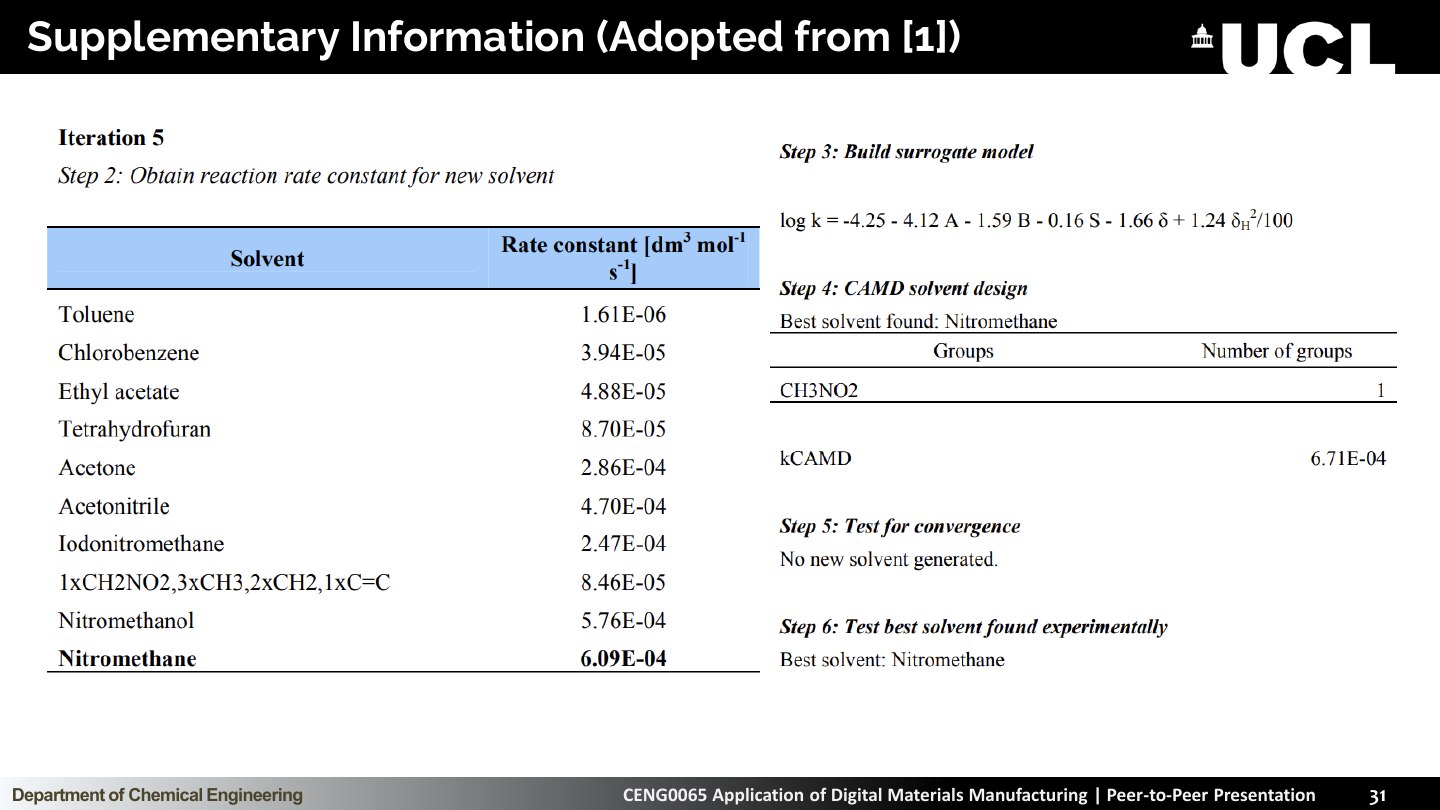 Supplementary Information (Adopted from [1])
UCL
Iteration 5
Step 2: Obtain reaction rate constant for new solvent
Solvent Rate constant [dm³ mol⁻¹ s⁻¹]
Toluene 1.61E-06
Chlorobenzene 3.94E-05
Ethyl acetate 4.88E-05
Tetrahydrofuran 8.70E-05
Acetone 2.86E-04
Acetonitrile 4.70E-04
Iodonitromethane 2.47E-04
1xCH2NO2,3xCH3,2xCH2,1xC=C 8.46E-05
Nitromethanol 5.76E-04
Nitromethane 6.09E-04
Step 3: Build surrogate model
log k = -4.25 - 4.12 A - 1.59 B - 0.16 S - 1.66 δ + 1.24 δH²/100
Step 4: CAMD solvent design
Best solvent found: Nitromethane
Groups Number of groups
CH3NO2 1
kCAMD 6.71E-04
Step 5: Test for convergence
No new solvent generated.
Step 6: Test best solvent found experimentally
Best solvent: Nitromethane
Department of Chemical Engineering
CENG0065 Application of Digital Materials Manufacturing | Peer-to-Peer Presentation 31